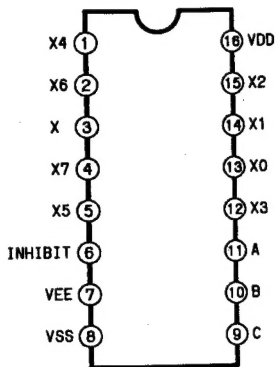 X4 1 16 VDD
X6 2 15 X2
X 3 14 X1
X7 4 13 X0
X5 5 12 X3
INHIBIT 6 11 A
VEE 7 10 B
VSS 8 9 C